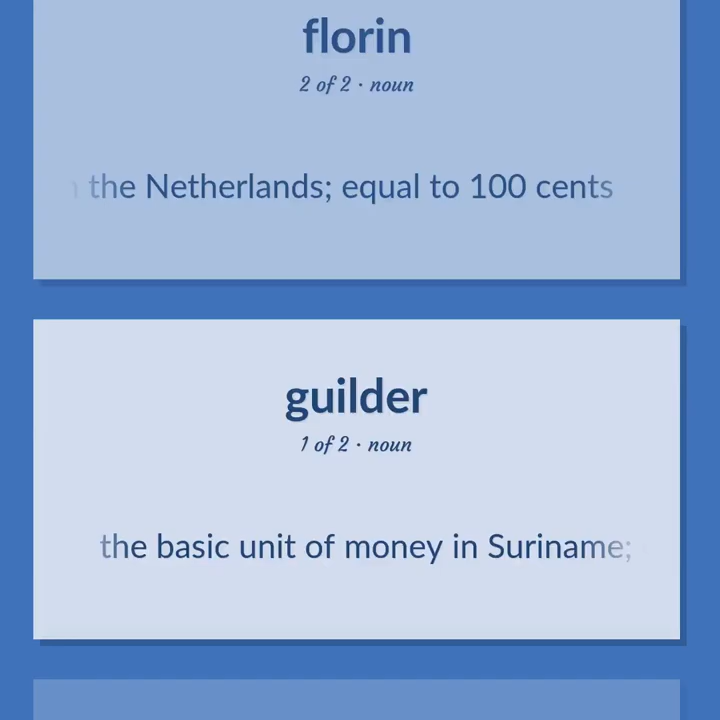 florin
2 of 2 · noun
the Netherlands; equal to 100 cents
guilder
1 of 2 · noun
the basic unit of money in Suriname;